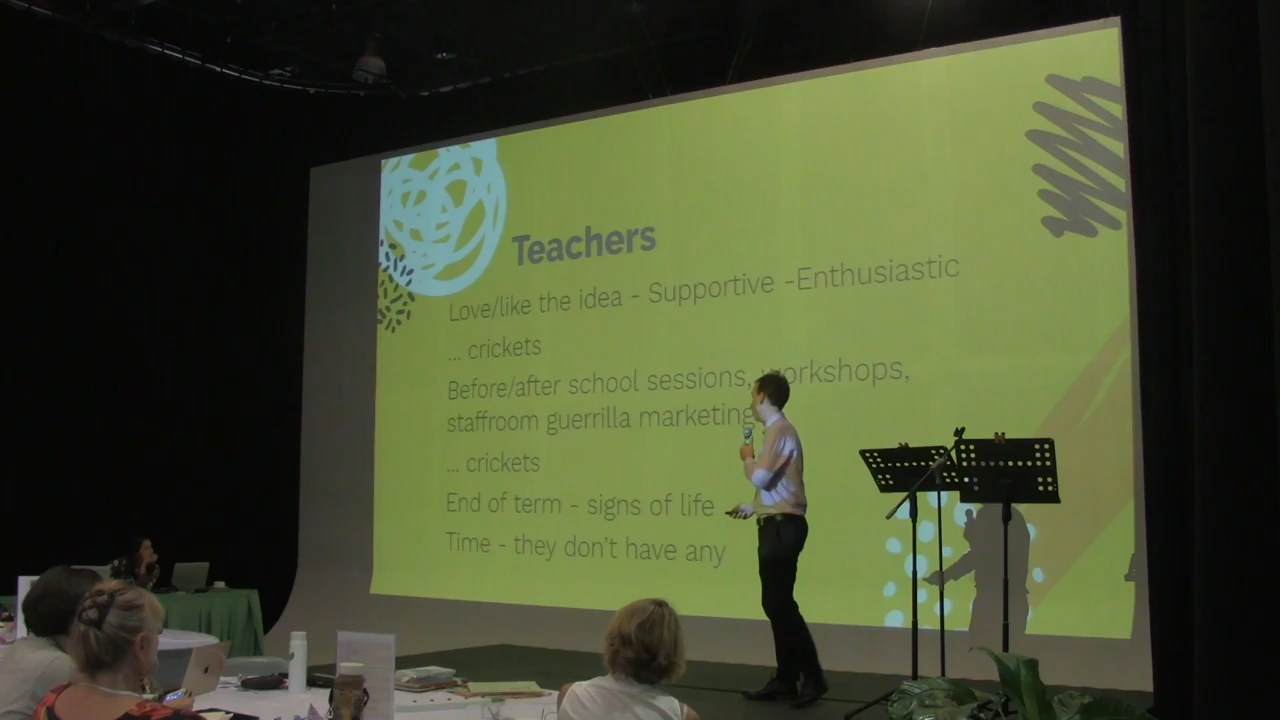 Teachers
Love/like the idea - Supportive -Enthusiastic
... crickets
Before/after school sessions, workshops,
staffroom guerrilla marketing
... crickets
End of term - signs of life
Time - they don't have any